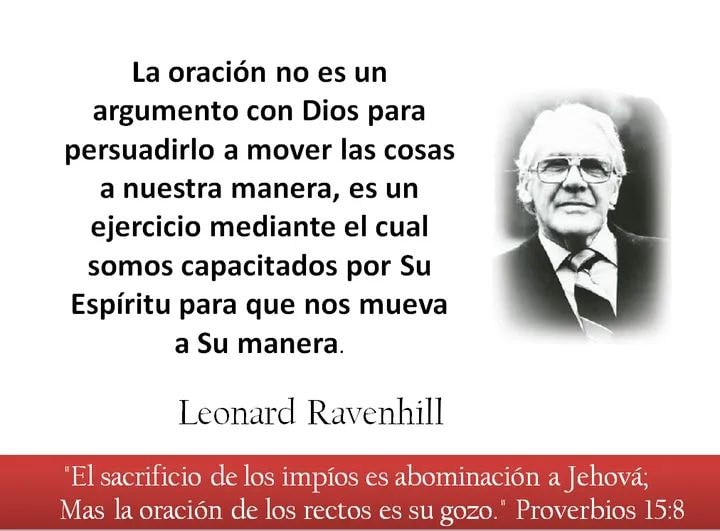 La oración no es un
argumento con Dios para
persuadirlo a mover las cosas
a nuestra manera, es un
ejercicio mediante el cual
somos capacitados por Su
Espíritu para que nos mueva
a Su manera.
Leonard Ravenhill
"El sacrificio de los impíos es abominación a Jehová;
Mas la oración de los rectos es su gozo." Proverbios 15:8